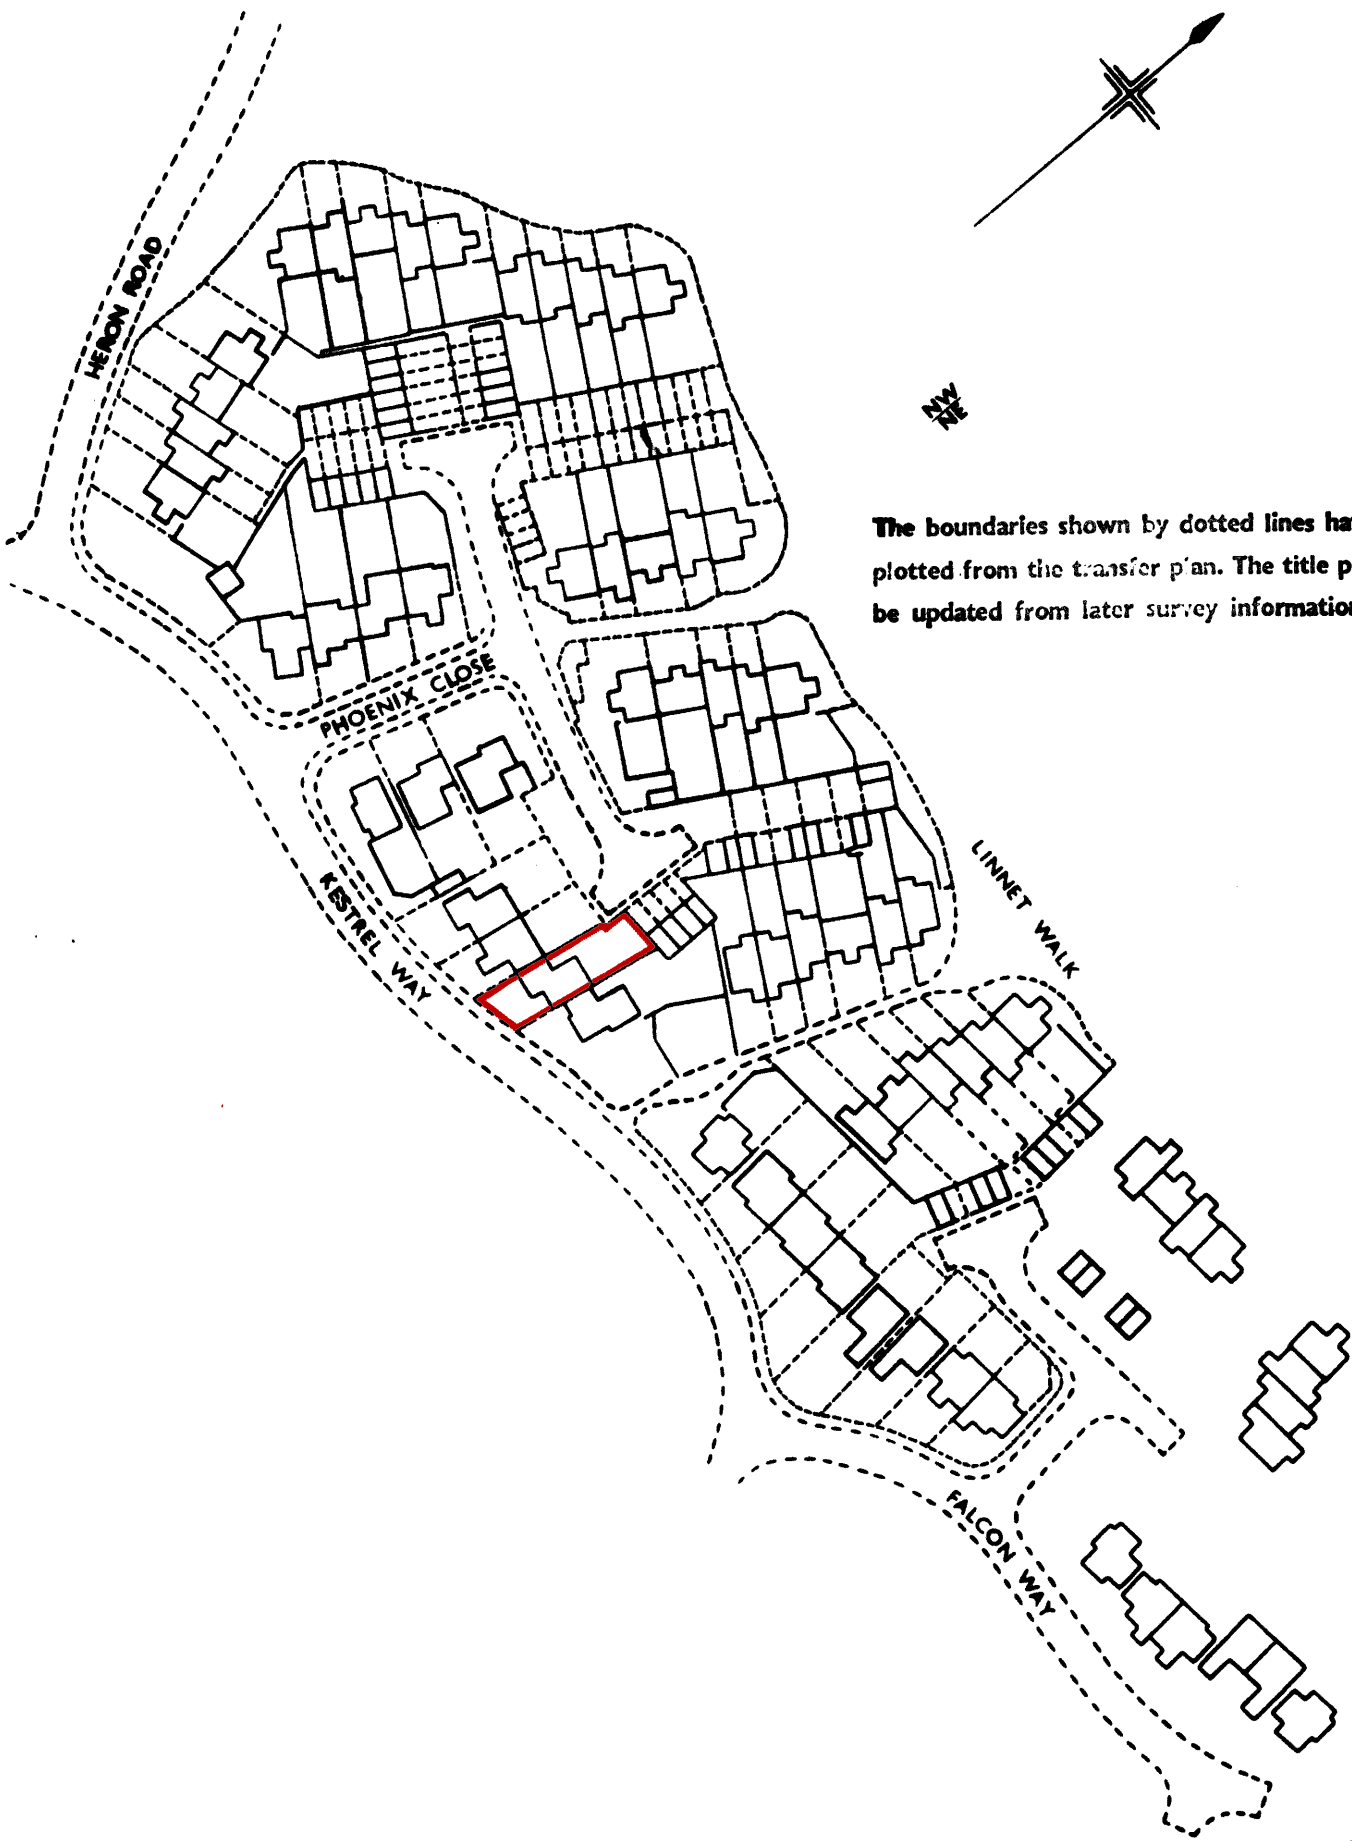 HERON ROAD
NW
NE
The boundaries shown by dotted lines ha
plotted from the transfer plan. The title p
be updated from later survey informatio
PHOENIX CLOSE
KESTREL WAY
LINNET WALK
FALCON WAY